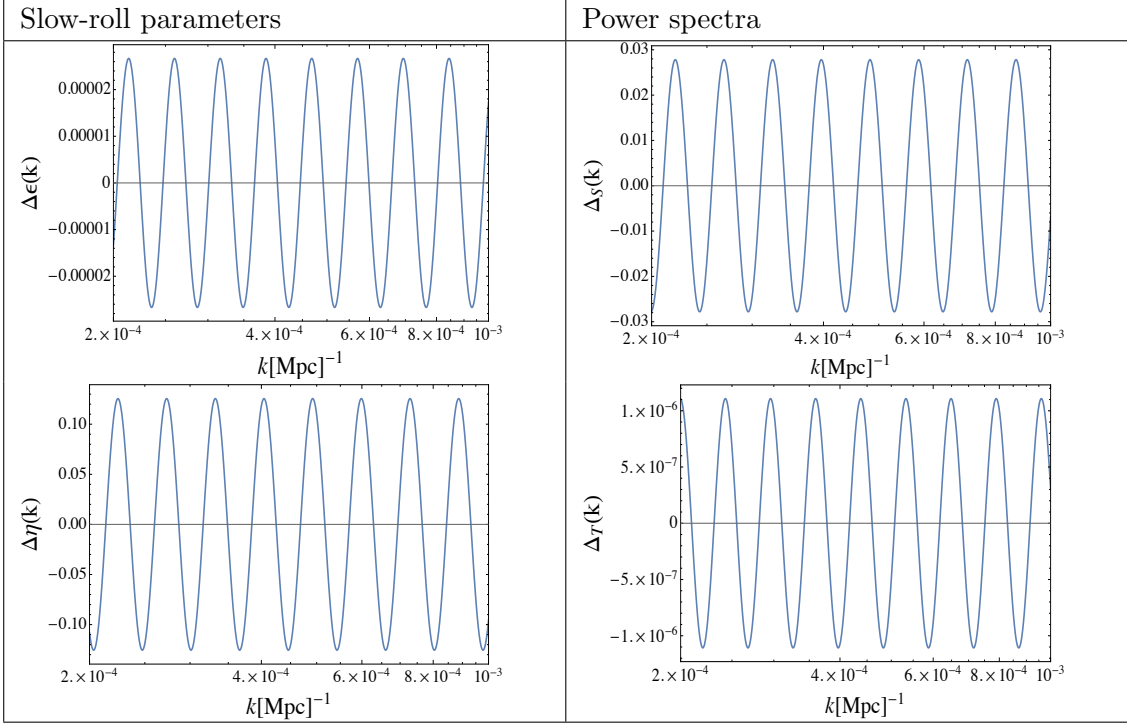 Slow-roll parameters
Power spectra
0.00002
0.00001
0
−0.00001
−0.00002
Δϵ(k)
2.×10⁻⁴ 4.×10⁻⁴ 6.×10⁻⁴ 8.×10⁻⁴ 10⁻³
k[Mpc]⁻¹
0.03
0.02
0.01
0.00
−0.01
−0.02
−0.03
Δ_S(k)
2.×10⁻⁴ 4.×10⁻⁴ 6.×10⁻⁴ 8.×10⁻⁴ 10⁻³
k[Mpc]⁻¹
0.10
0.05
0.00
−0.05
−0.10
Δη(k)
2.×10⁻⁴ 4.×10⁻⁴ 6.×10⁻⁴ 8.×10⁻⁴ 10⁻³
k[Mpc]⁻¹
1.×10⁻⁶
5.×10⁻⁷
0
−5.×10⁻⁷
−1.×10⁻⁶
Δ_T(k)
2.×10⁻⁴ 4.×10⁻⁴ 6.×10⁻⁴ 8.×10⁻⁴ 10⁻³
k[Mpc]⁻¹